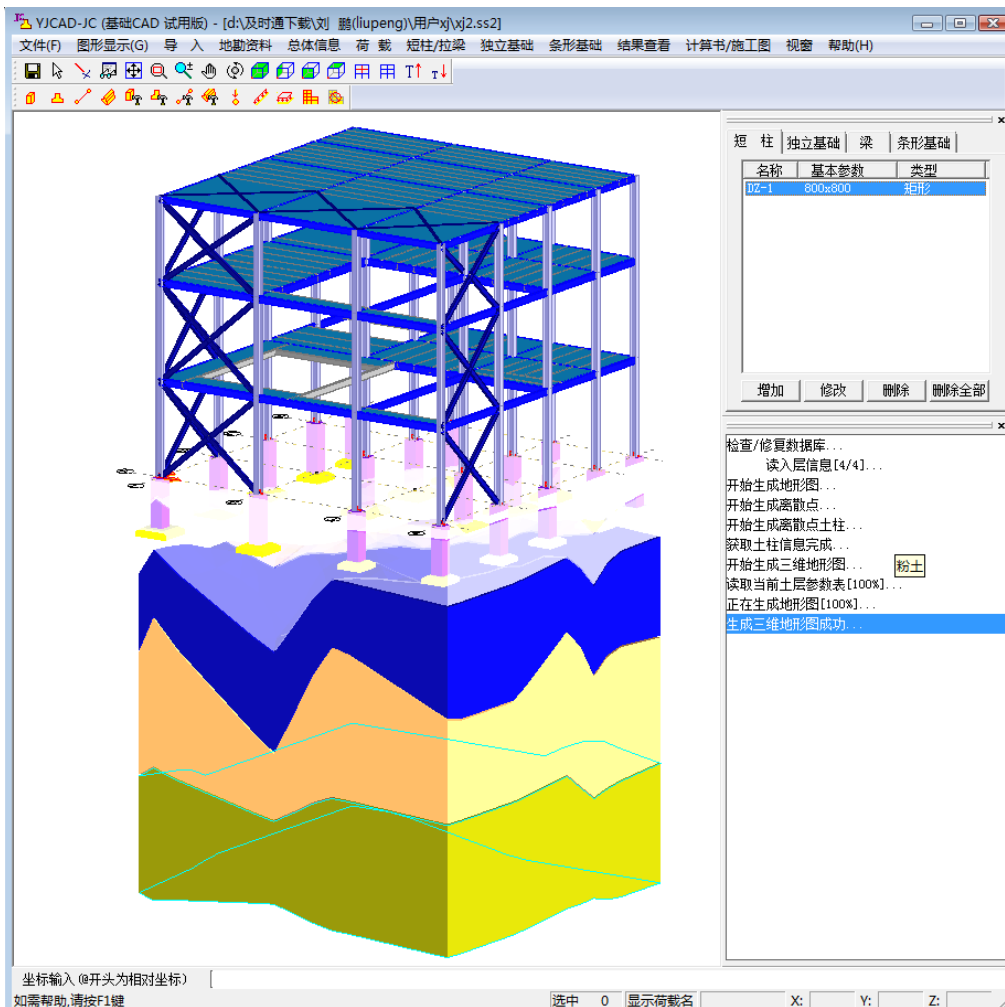 YJCAD-JC (基础CAD 试用版) - [d:\及时通下载\刘 鹏(liupeng)\用户xj\xj2.ss2]
文件(F) 图形显示(G) 导 入 地勘资料 总体信息 荷 载 短柱/拉梁 独立基础 条形基础 结果查看 计算书/施工图 视窗 帮助(H)
短 柱 独立基础 梁 条形基础
名称 基本参数 类型
DZ-1 800x800 矩形
增加 修改 删除 删除全部
检查/修复数据库...
读入层信息[4/4]...
开始生成地形图...
开始生成离散点...
开始生成离散点土柱...
获取土柱信息完成...
开始生成三维地形图...
粉土
读取当前土层参数表[100%]...
正在生成地形图[100%]...
生成三维地形图成功...
坐标输入(@开头为相对坐标)
如需帮助,请按F1键 选中 0 显示荷载名 X: Y: Z: